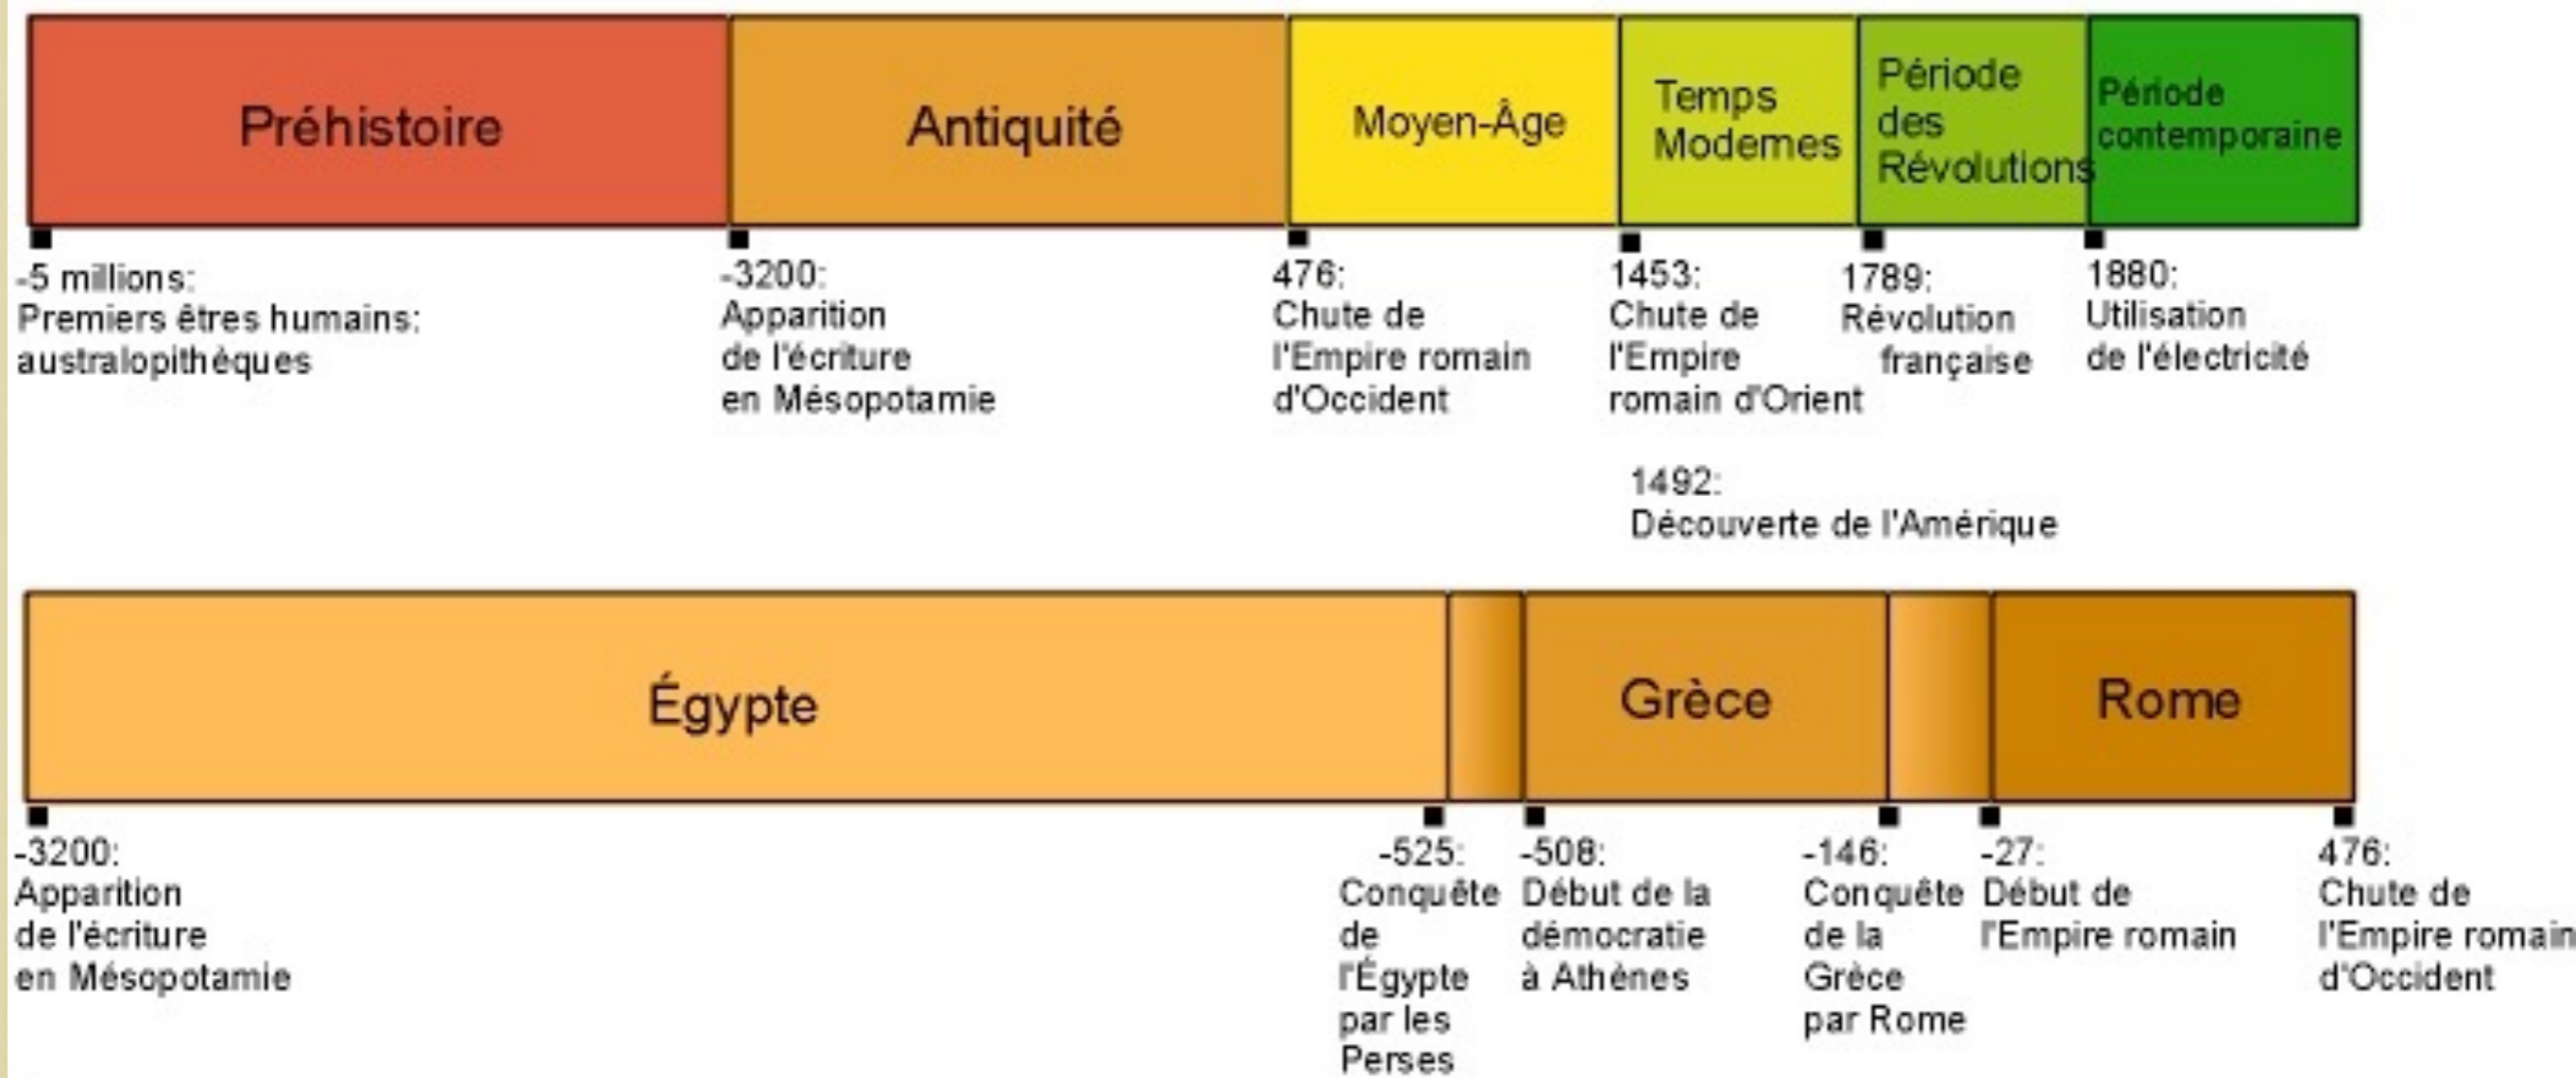 Préhistoire
Antiquité
Moyen-Âge
Temps
Modernes
Période
des
Révolutions
Période
contemporaine
-5 millions:
Premiers êtres humains:
australopithèques
-3200:
Apparition
de l'écriture
en Mésopotamie
476:
Chute de
l'Empire romain
d'Occident
1453:
Chute de
l'Empire
romain d'Orient
1789:
Révolution
française
1880:
Utilisation
de l'électricité
1492:
Découverte de l'Amérique
Égypte
Grèce
Rome
-3200:
Apparition
de l'écriture
en Mésopotamie
-525:
Conquête
de
l'Égypte
par les
Perses
-508:
Début de la
démocratie
à Athènes
-146:
Conquête
de la
Grèce
par Rome
-27:
Début de
l'Empire romain
476:
Chute de
l'Empire romain
d'Occident